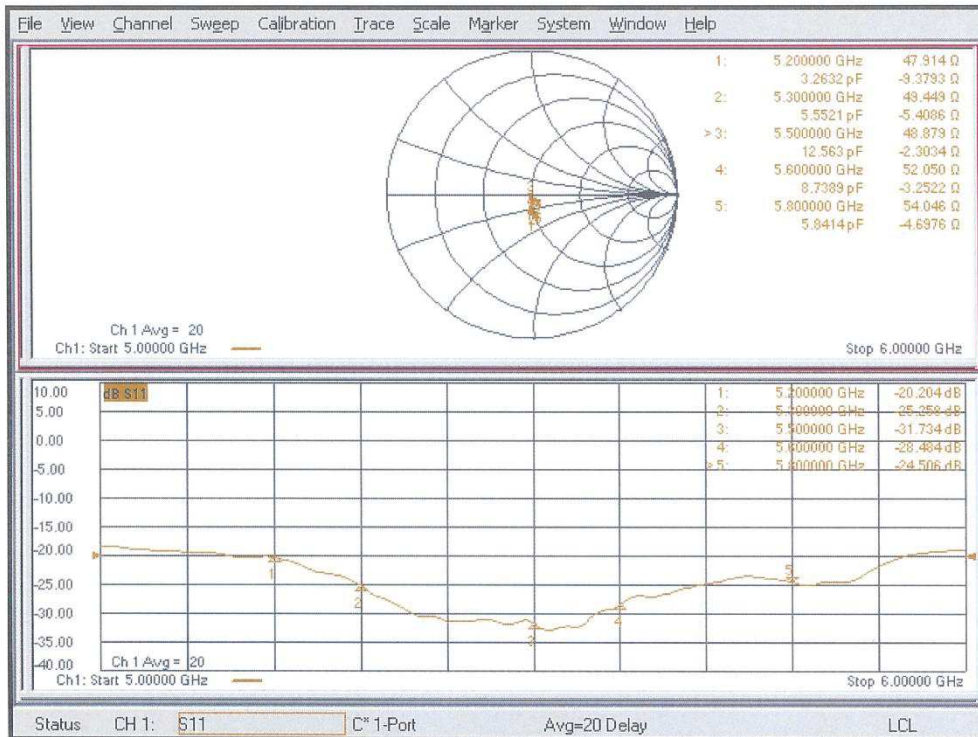 File View Channel Sweep Calibration Trace Scale Marker System Window Help
1: 5.200000 GHz 47.914 Ω
3.2632 pF -9.3793 Ω
2: 5.300000 GHz 49.449 Ω
5.5521 pF -5.4086 Ω
> 3: 5.500000 GHz 48.879 Ω
12.563 pF -2.3034 Ω
4: 5.600000 GHz 52.050 Ω
8.7389 pF -3.2522 Ω
5: 5.800000 GHz 54.046 Ω
5.8414 pF -4.6976 Ω
Ch 1 Avg = 20
Ch1: Start 5.00000 GHz
Stop 6.00000 GHz
10.00
5.00
0.00
-5.00
-10.00
-15.00
-20.00
-25.00
-30.00
-35.00
-40.00
dB S11
1: 5.200000 GHz -20.204 dB
2: 5.300000 GHz -25.258 dB
3: 5.500000 GHz -31.734 dB
4: 5.600000 GHz -28.484 dB
> 5: 5.800000 GHz -24.506 dB
1
2
3
4
5
Ch 1 Avg = 20
Ch1: Start 5.00000 GHz
Stop 6.00000 GHz
Status CH 1: S11 C* 1-Port Avg=20 Delay LCL